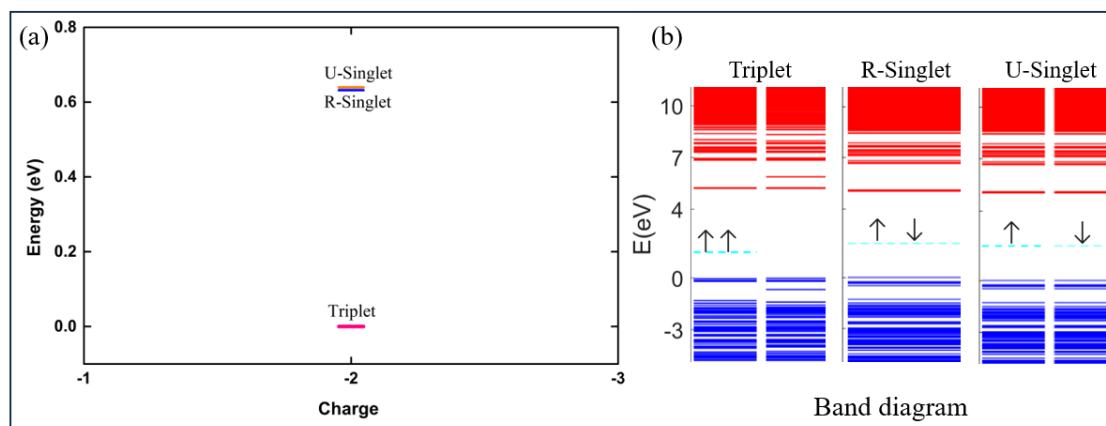 (a)
0.8
0.6
0.4
0.2
0.0
Energy (eV)
U-Singlet
R-Singlet
Triplet
-1
-2
-3
Charge
(b)
Triplet
R-Singlet
U-Singlet
10
7
4
0
-3
E(eV)
Band diagram